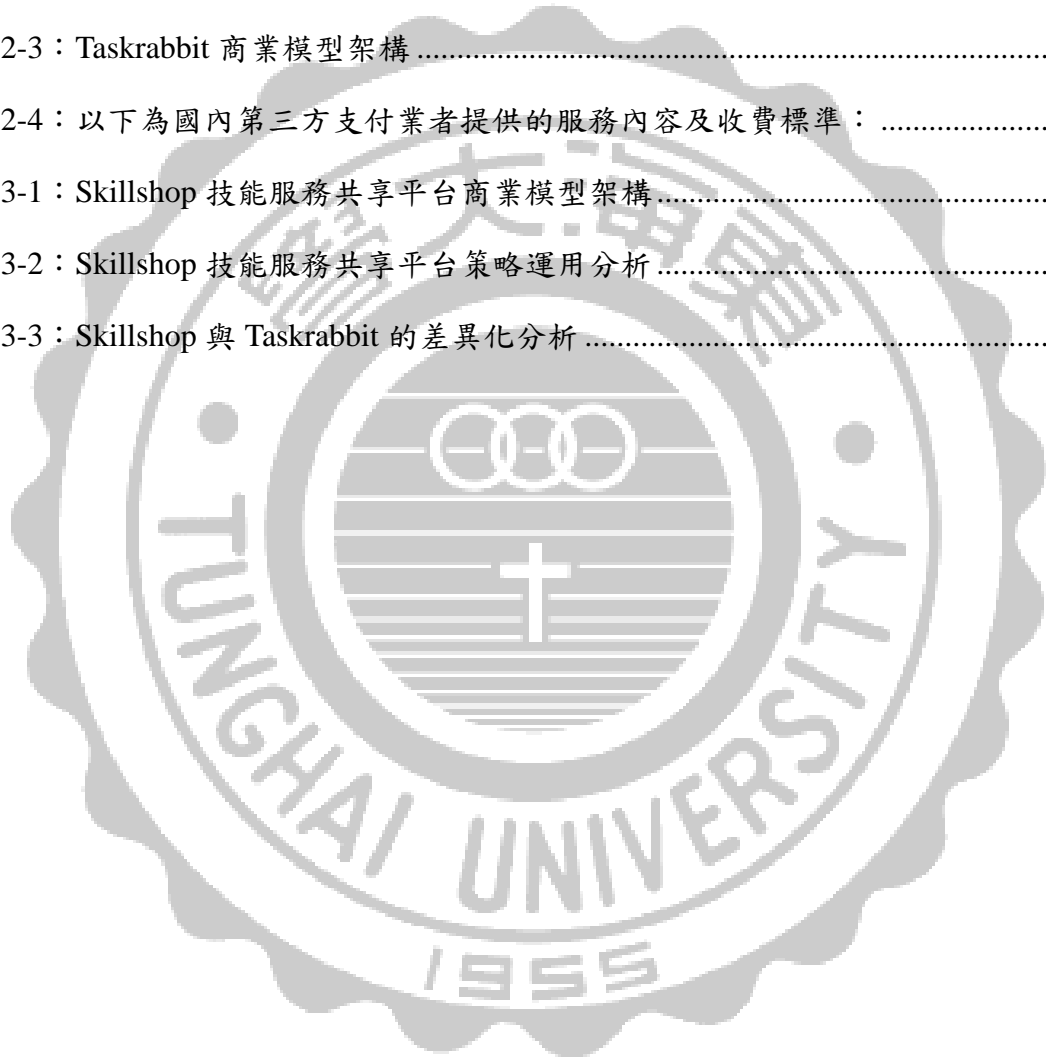 2-3：Taskrabbit 商業模型架構 ........................................................................
2-4：以下為國內第三方支付業者提供的服務內容及收費標準： ...................
3-1：Skillshop 技能服務共享平台商業模型架構 ............................................
3-2：Skillshop 技能服務共享平台策略運用分析 ............................................
3-3：Skillshop 與 Taskrabbit 的差異化分析 .....................................................
學大海東
TUNGHAI UNIVERSITY
1955